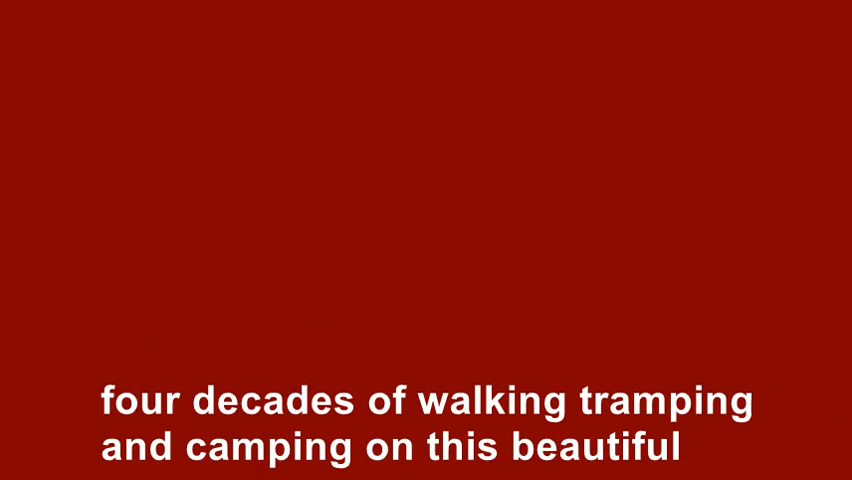 four decades of walking tramping
and camping on this beautiful